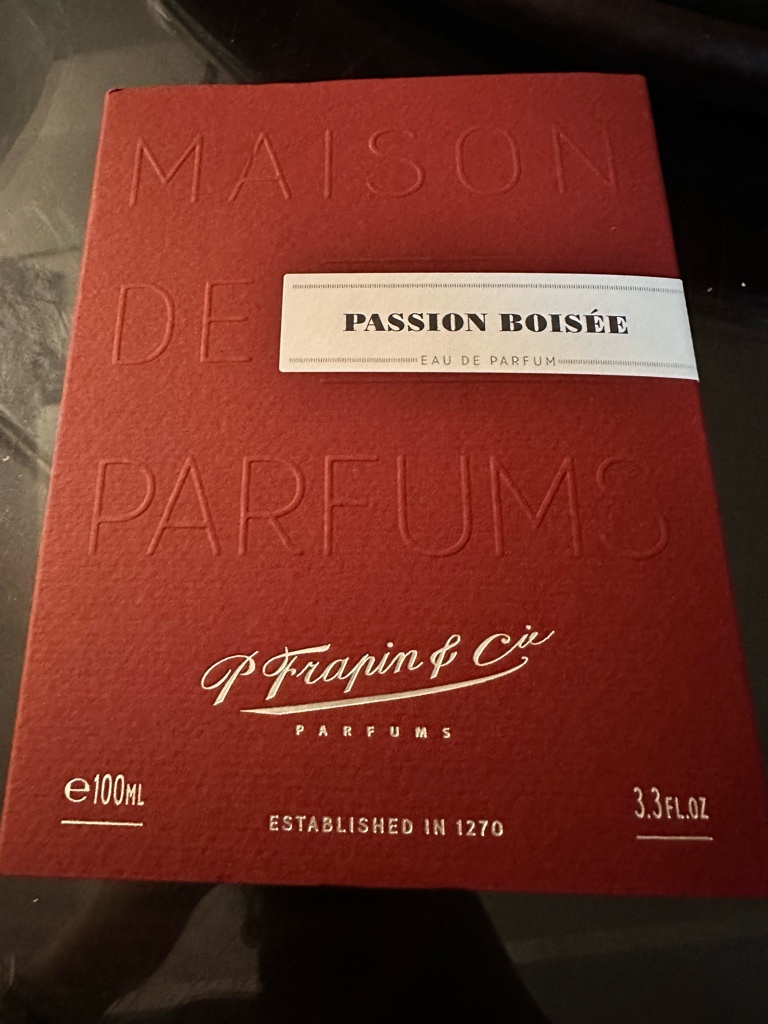 MAISON
DE
PASSION BOISÉE
EAU DE PARFUM
PARFUMS
P Frapin & Cie
PARFUMS
℮100ML
ESTABLISHED IN 1270
3.3FL.OZ